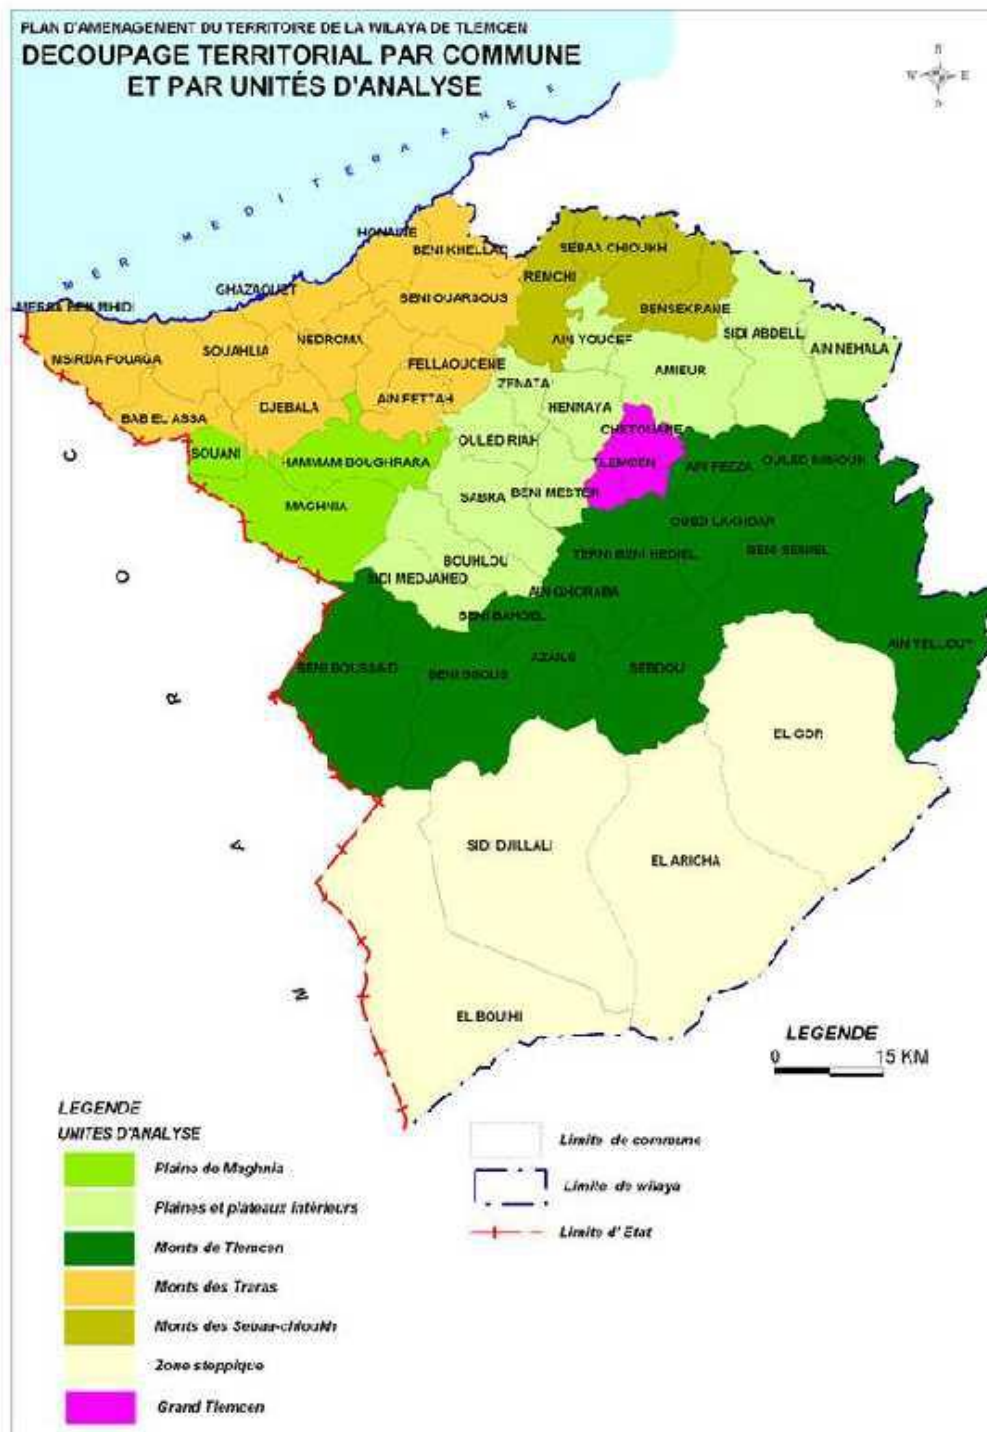 PLAN D'AMENAGEMENT DU TERRITOIRE DE LA WILAYA DE TLEMCEN
DECOUPAGE TERRITORIAL PAR COMMUNE
ET PAR UNITÉS D'ANALYSE
N
W E
S
MER MEDITERRANEE
HONAINE
BENI KHELLAD
SEBAA CHIOUKH
REMCHI
GHAZAOUET
BENI OUARSOUS
MERSA BEN MHIDI
BENSEKRANE
NEDROMA
AIN YOUCEF
SIDI ABDELL
SOUAHLIA
AIN NEHALA
MSIRDA FOUAGA
FELLAOUCENE
AMIEUR
ZENATA
AIN FETTAH
DJEBALA
HENNAYA
BAB EL ASSA
CHETOUANE
OULED RIAH
SOUANI
HAMMAM BOUGHRARA
TLEMCEN
AIN FEZZA
OULED MIMOUN
SABRA
BENI MESTER
MAGHNIA
OUED LAKHDAR
BENI SEMIEL
TERNI BENI HEDIEL
BOUHLOU
SIDI MEDJAHED
AIN GHORABA
BENI BAHDEL
AIN TELLOUT
AZAILS
BENI BOUSSAID
BENI SNOUS
SEBDOU
EL GOR
SIDI DJILLALI
EL ARICHA
EL BOUIHI
MAROC
LEGENDE
0 15 KM
LEGENDE
UNITES D'ANALYSE
Plaine de Maghnia
Plaines et plateaux intérieurs
Monts de Tlemcen
Monts des Traras
Monts des Sebaa-chioukh
Zone steppique
Grand Tlemcen
Limite de commune
Limite de wilaya
Limite d'Etat